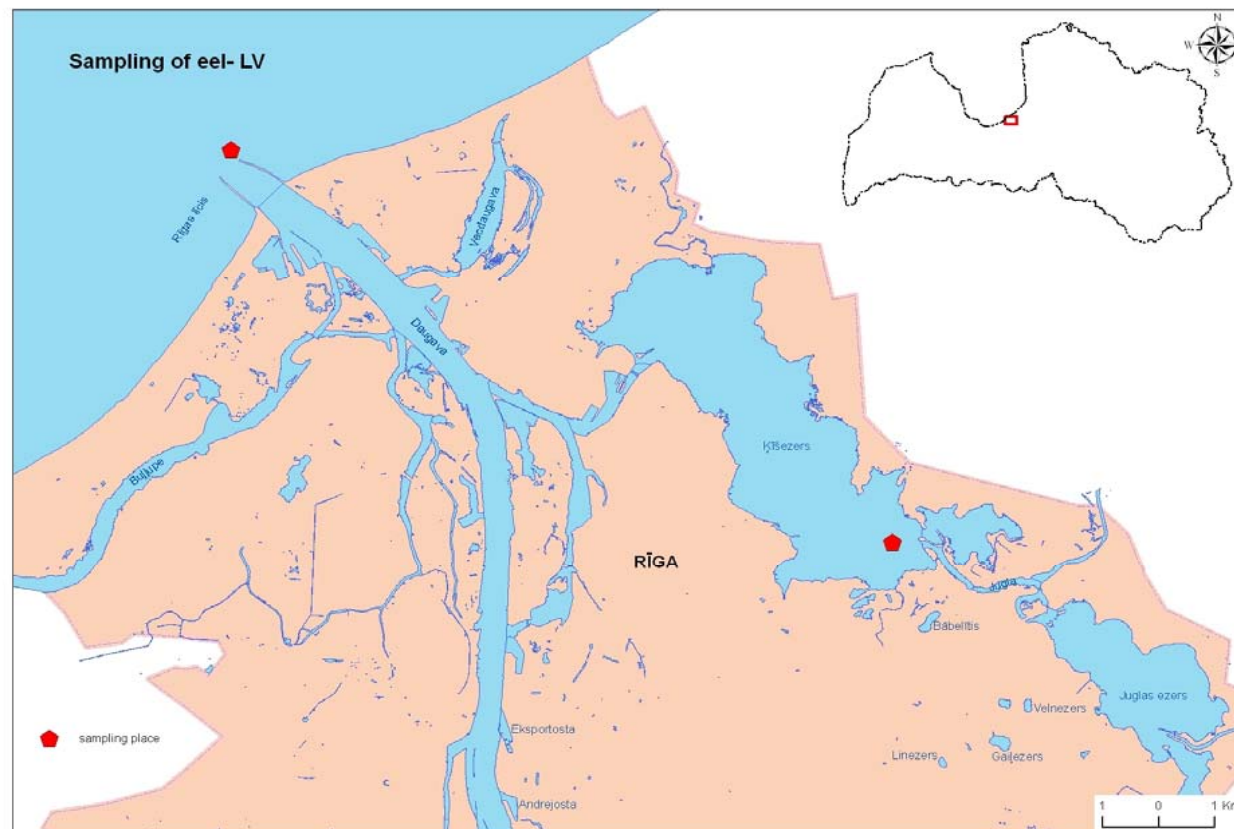 Sampling of eel- LV
N
W
S
Rīgas līcis
Vecdaugava
Daugava
Buļļupe
Ķīšezers
RĪGA
Jugla
Bābelītis
Juglas ezers
Velnezers
Eksportosta
Linezers
Gaiļezers
sampling place
Andrejosta
1 0 1 Km